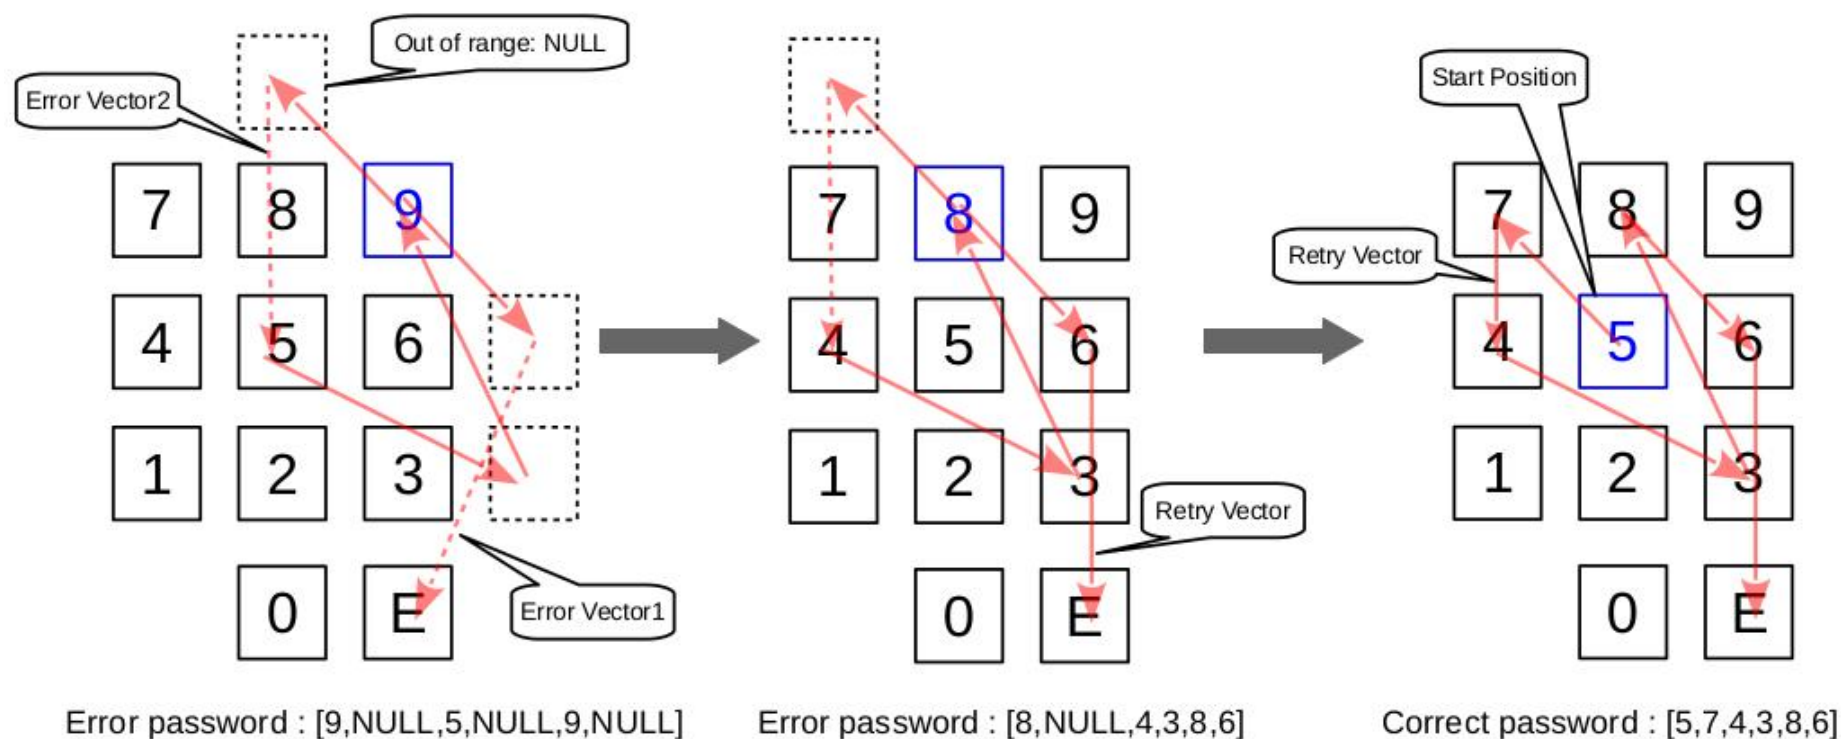 Out of range: NULL
Error Vector2
7 8 9
4 5 6
1 2 3
0 E
Error Vector1
Error password : [9,NULL,5,NULL,9,NULL]
7 8 9
4 5 6
1 2 3
Retry Vector
0 E
Error password : [8,NULL,4,3,8,6]
Start Position
7 8 9
Retry Vector
4 5 6
1 2 3
0 E
Correct password : [5,7,4,3,8,6]